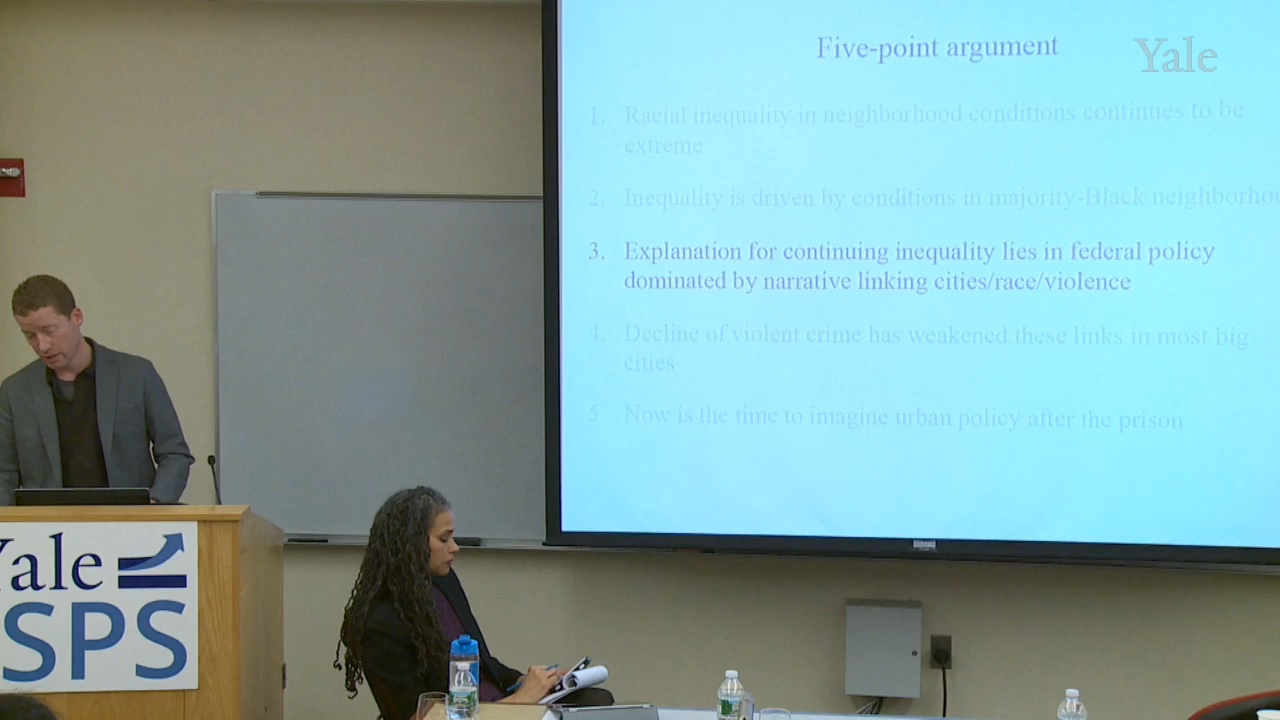 Five-point argument
Yale
1. Racial inequality in neighborhood conditions continues to be
extreme
2. Inequality is driven by conditions in majority-Black neighborhoo
3. Explanation for continuing inequality lies in federal policy
dominated by narrative linking cities/race/violence
4. Decline of violent crime has weakened these links in most big
cities
5. Now is the time to imagine urban policy after the prison
Yale
SPS